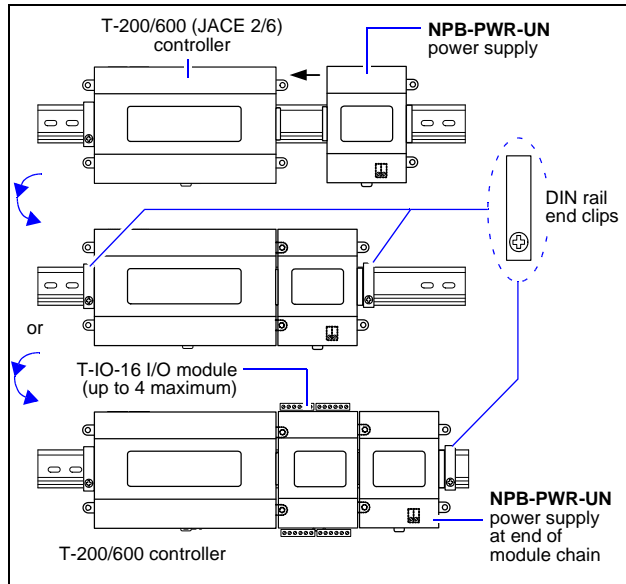 T-200/600 (JACE 2/6)
controller
NPB-PWR-UN
power supply
DIN rail
end clips
or
T-IO-16 I/O module
(up to 4 maximum)
NPB-PWR-UN
power supply
at end of
module chain
T-200/600 controller